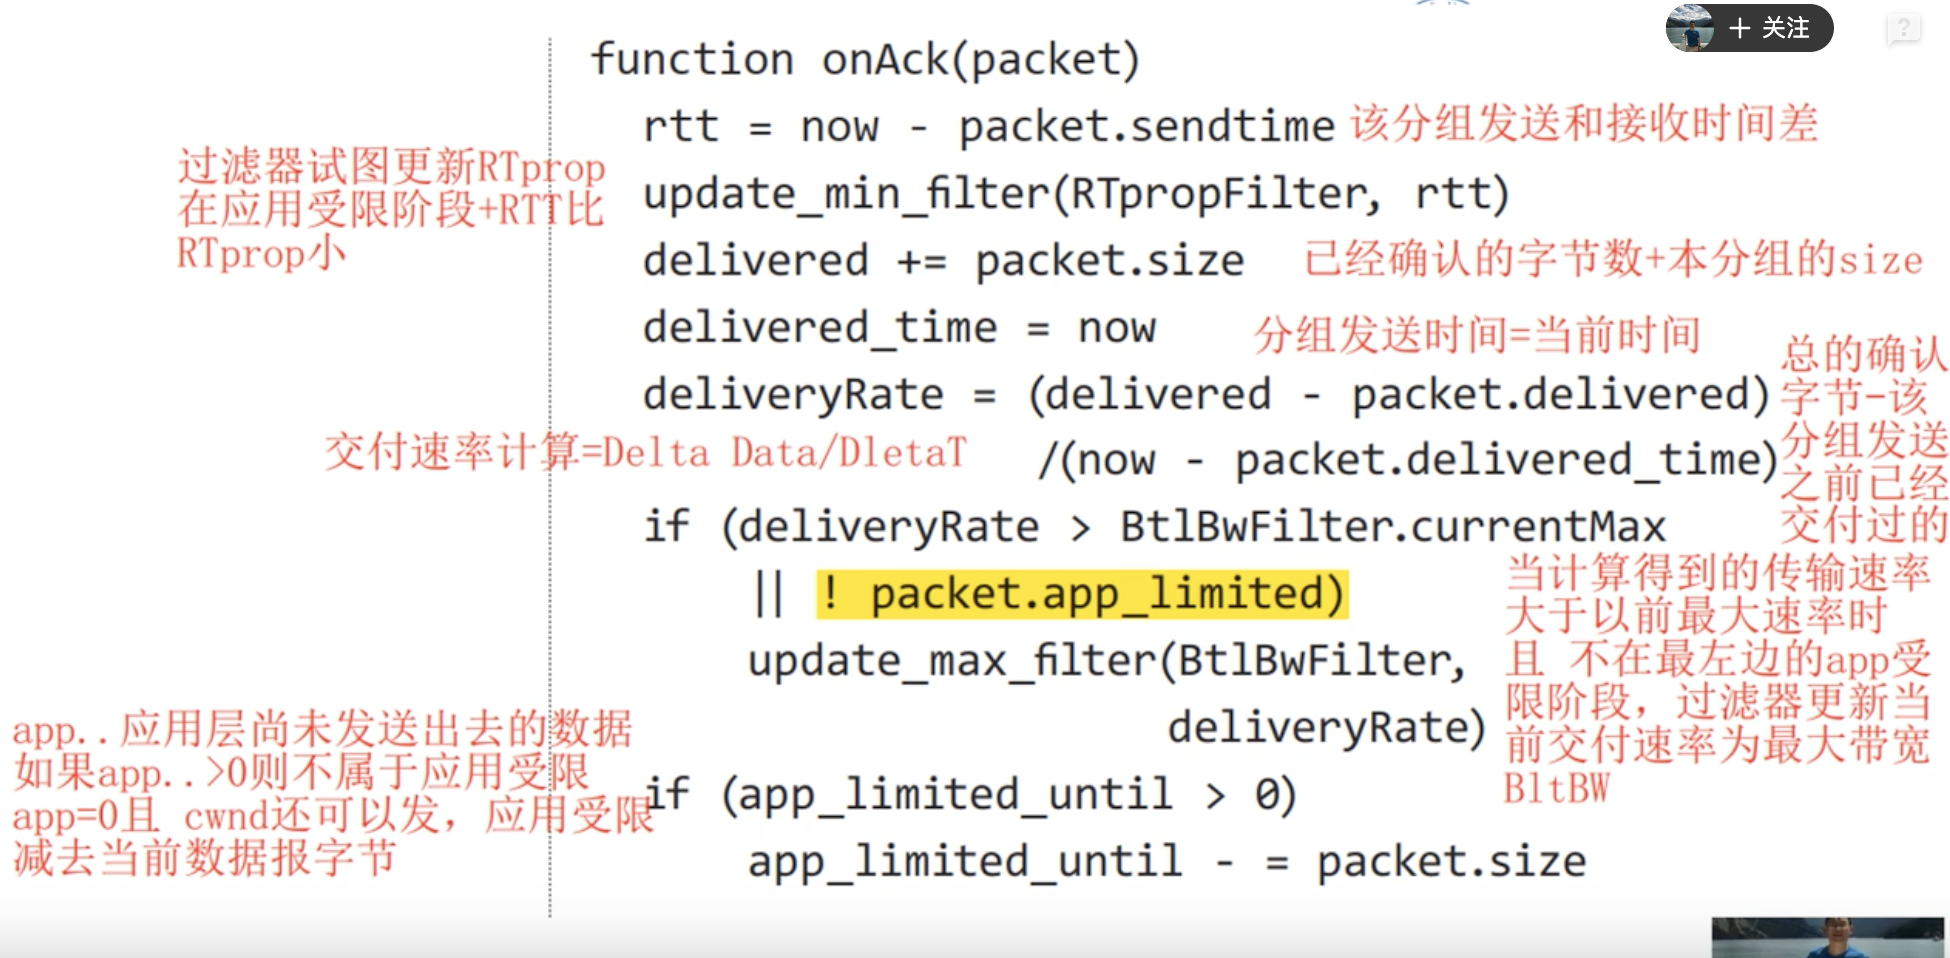 + 关注
function onAck(packet)
rtt = now - packet.sendtime 该分组发送和接收时间差
过滤器试图更新RTprop
在应用受限阶段+RTT比
RTprop小
update_min_filter(RTpropFilter, rtt)
delivered += packet.size 已经确认的字节数+本分组的size
delivered_time = now 分组发送时间=当前时间
deliveryRate = (delivered - packet.delivered)
/(now - packet.delivered_time)
总的确认
字节-该
分组发送
之前已经
交付过的
交付速率计算=Delta Data/DletaT
if (deliveryRate > BtlBwFilter.currentMax
|| ! packet.app_limited)
update_max_filter(BtlBwFilter,
deliveryRate)
当计算得到的传输速率
大于以前最大速率时
且 不在最左边的app受
限阶段，过滤器更新当
前交付速率为最大带宽
BltBW
app..应用层尚未发送出去的数据
如果app..>0则不属于应用受限
app=0且 cwnd还可以发，应用受限
减去当前数据报字节
if (app_limited_until > 0)
app_limited_until - = packet.size